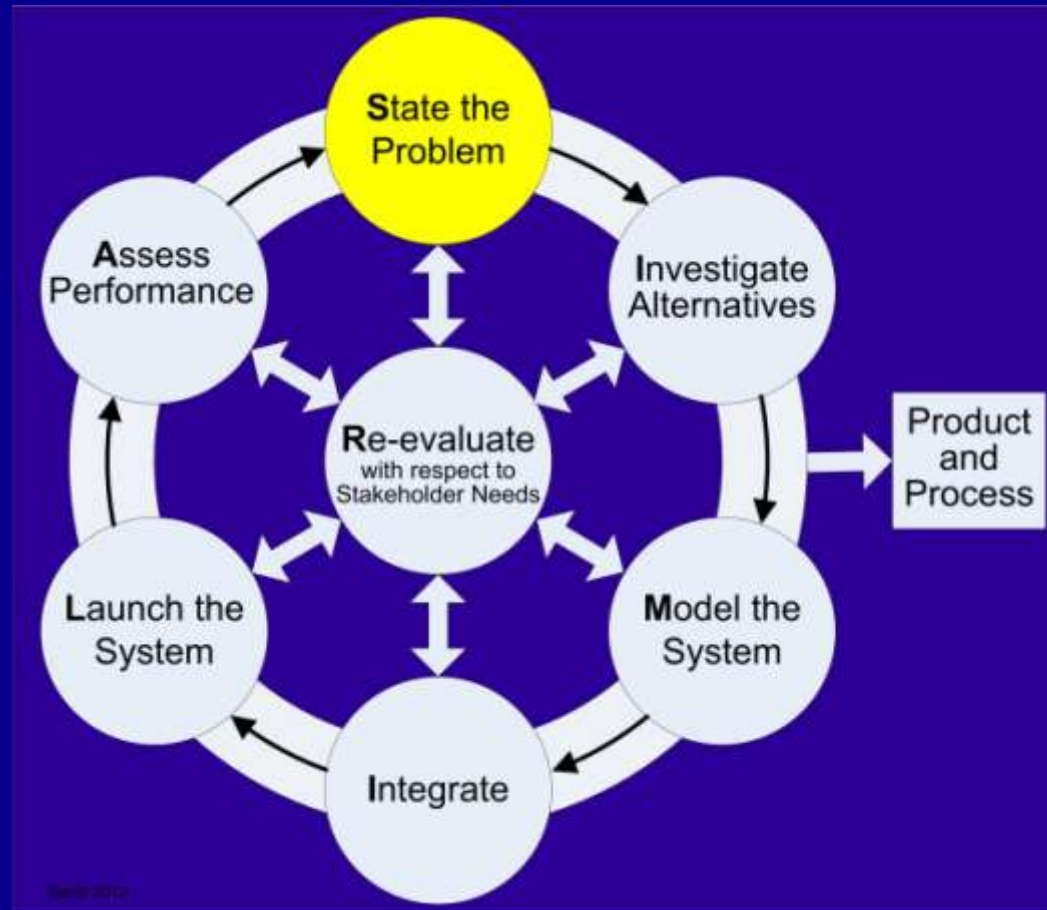 State the
Problem
Investigate
Alternatives
Model the
System
Integrate
Launch the
System
Assess
Performance
Re-evaluate
with respect to
Stakeholder Needs
Product
and
Process